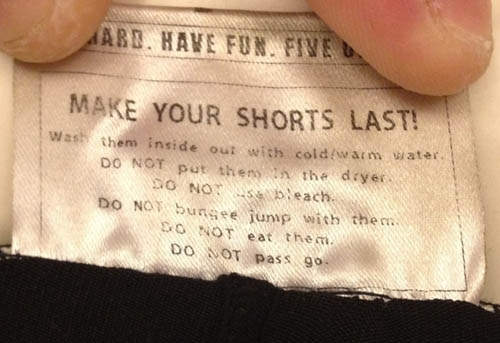 ARD. HAVE FUN. FIVE
MAKE YOUR SHORTS LAST!
Wash them inside out with cold/warm water.
DO NOT put them in the dryer.
DO NOT use bleach.
DO NOT bungee jump with them.
DO NOT eat them.
DO NOT pass go.